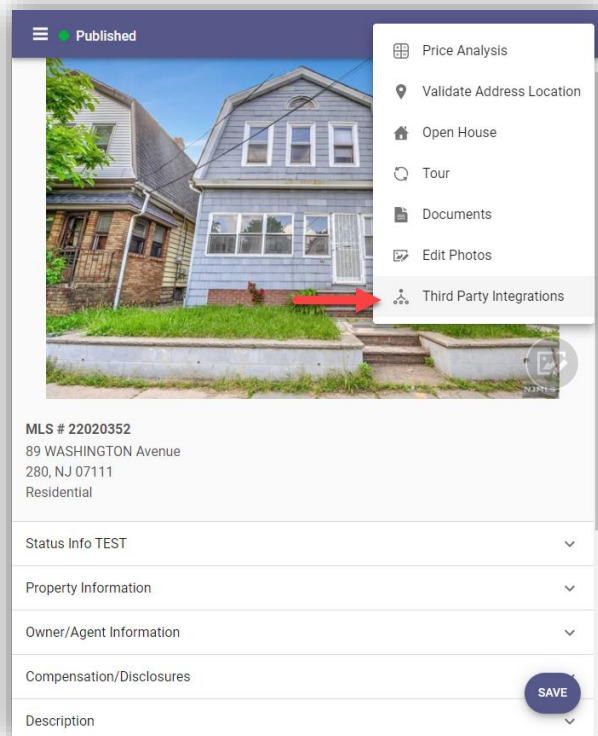 Published
Price Analysis
Validate Address Location
Open House
Tour
Documents
Edit Photos
Third Party Integrations
NJMLS
MLS # 22020352
89 WASHINGTON Avenue
280, NJ 07111
Residential
Status Info TEST
Property Information
Owner/Agent Information
Compensation/Disclosures
SAVE
Description